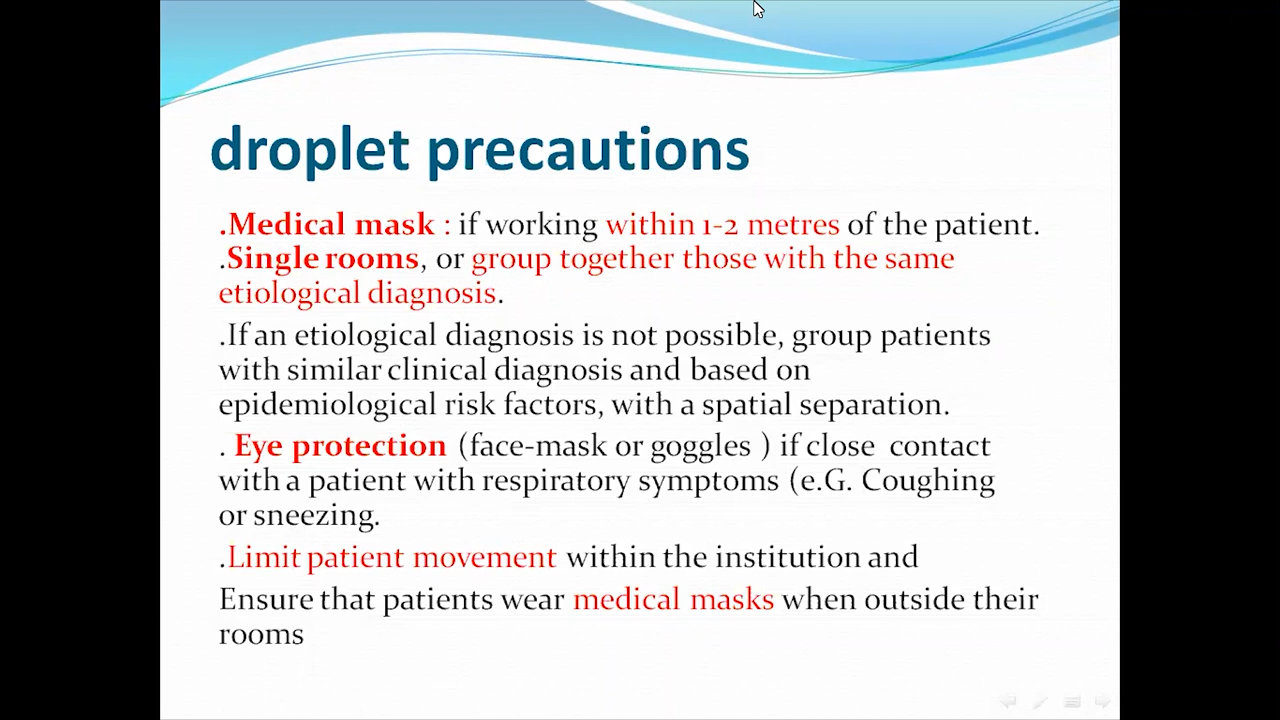 droplet precautions
.Medical mask : if working within 1-2 metres of the patient.
.Single rooms, or group together those with the same
etiological diagnosis.
.If an etiological diagnosis is not possible, group patients
with similar clinical diagnosis and based on
epidemiological risk factors, with a spatial separation.
. Eye protection (face-mask or goggles ) if close contact
with a patient with respiratory symptoms (e.G. Coughing
or sneezing.
.Limit patient movement within the institution and
Ensure that patients wear medical masks when outside their
rooms